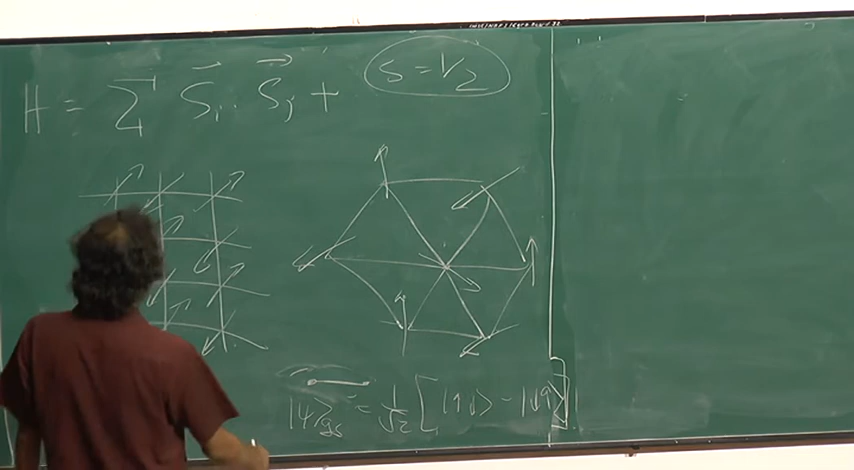 H = ∑ S⃗ᵢ · S⃗ⱼ +
S = 1/2
|ψ⟩gs = 1/√2 [ |↑↓⟩ - |↓↑⟩ ]